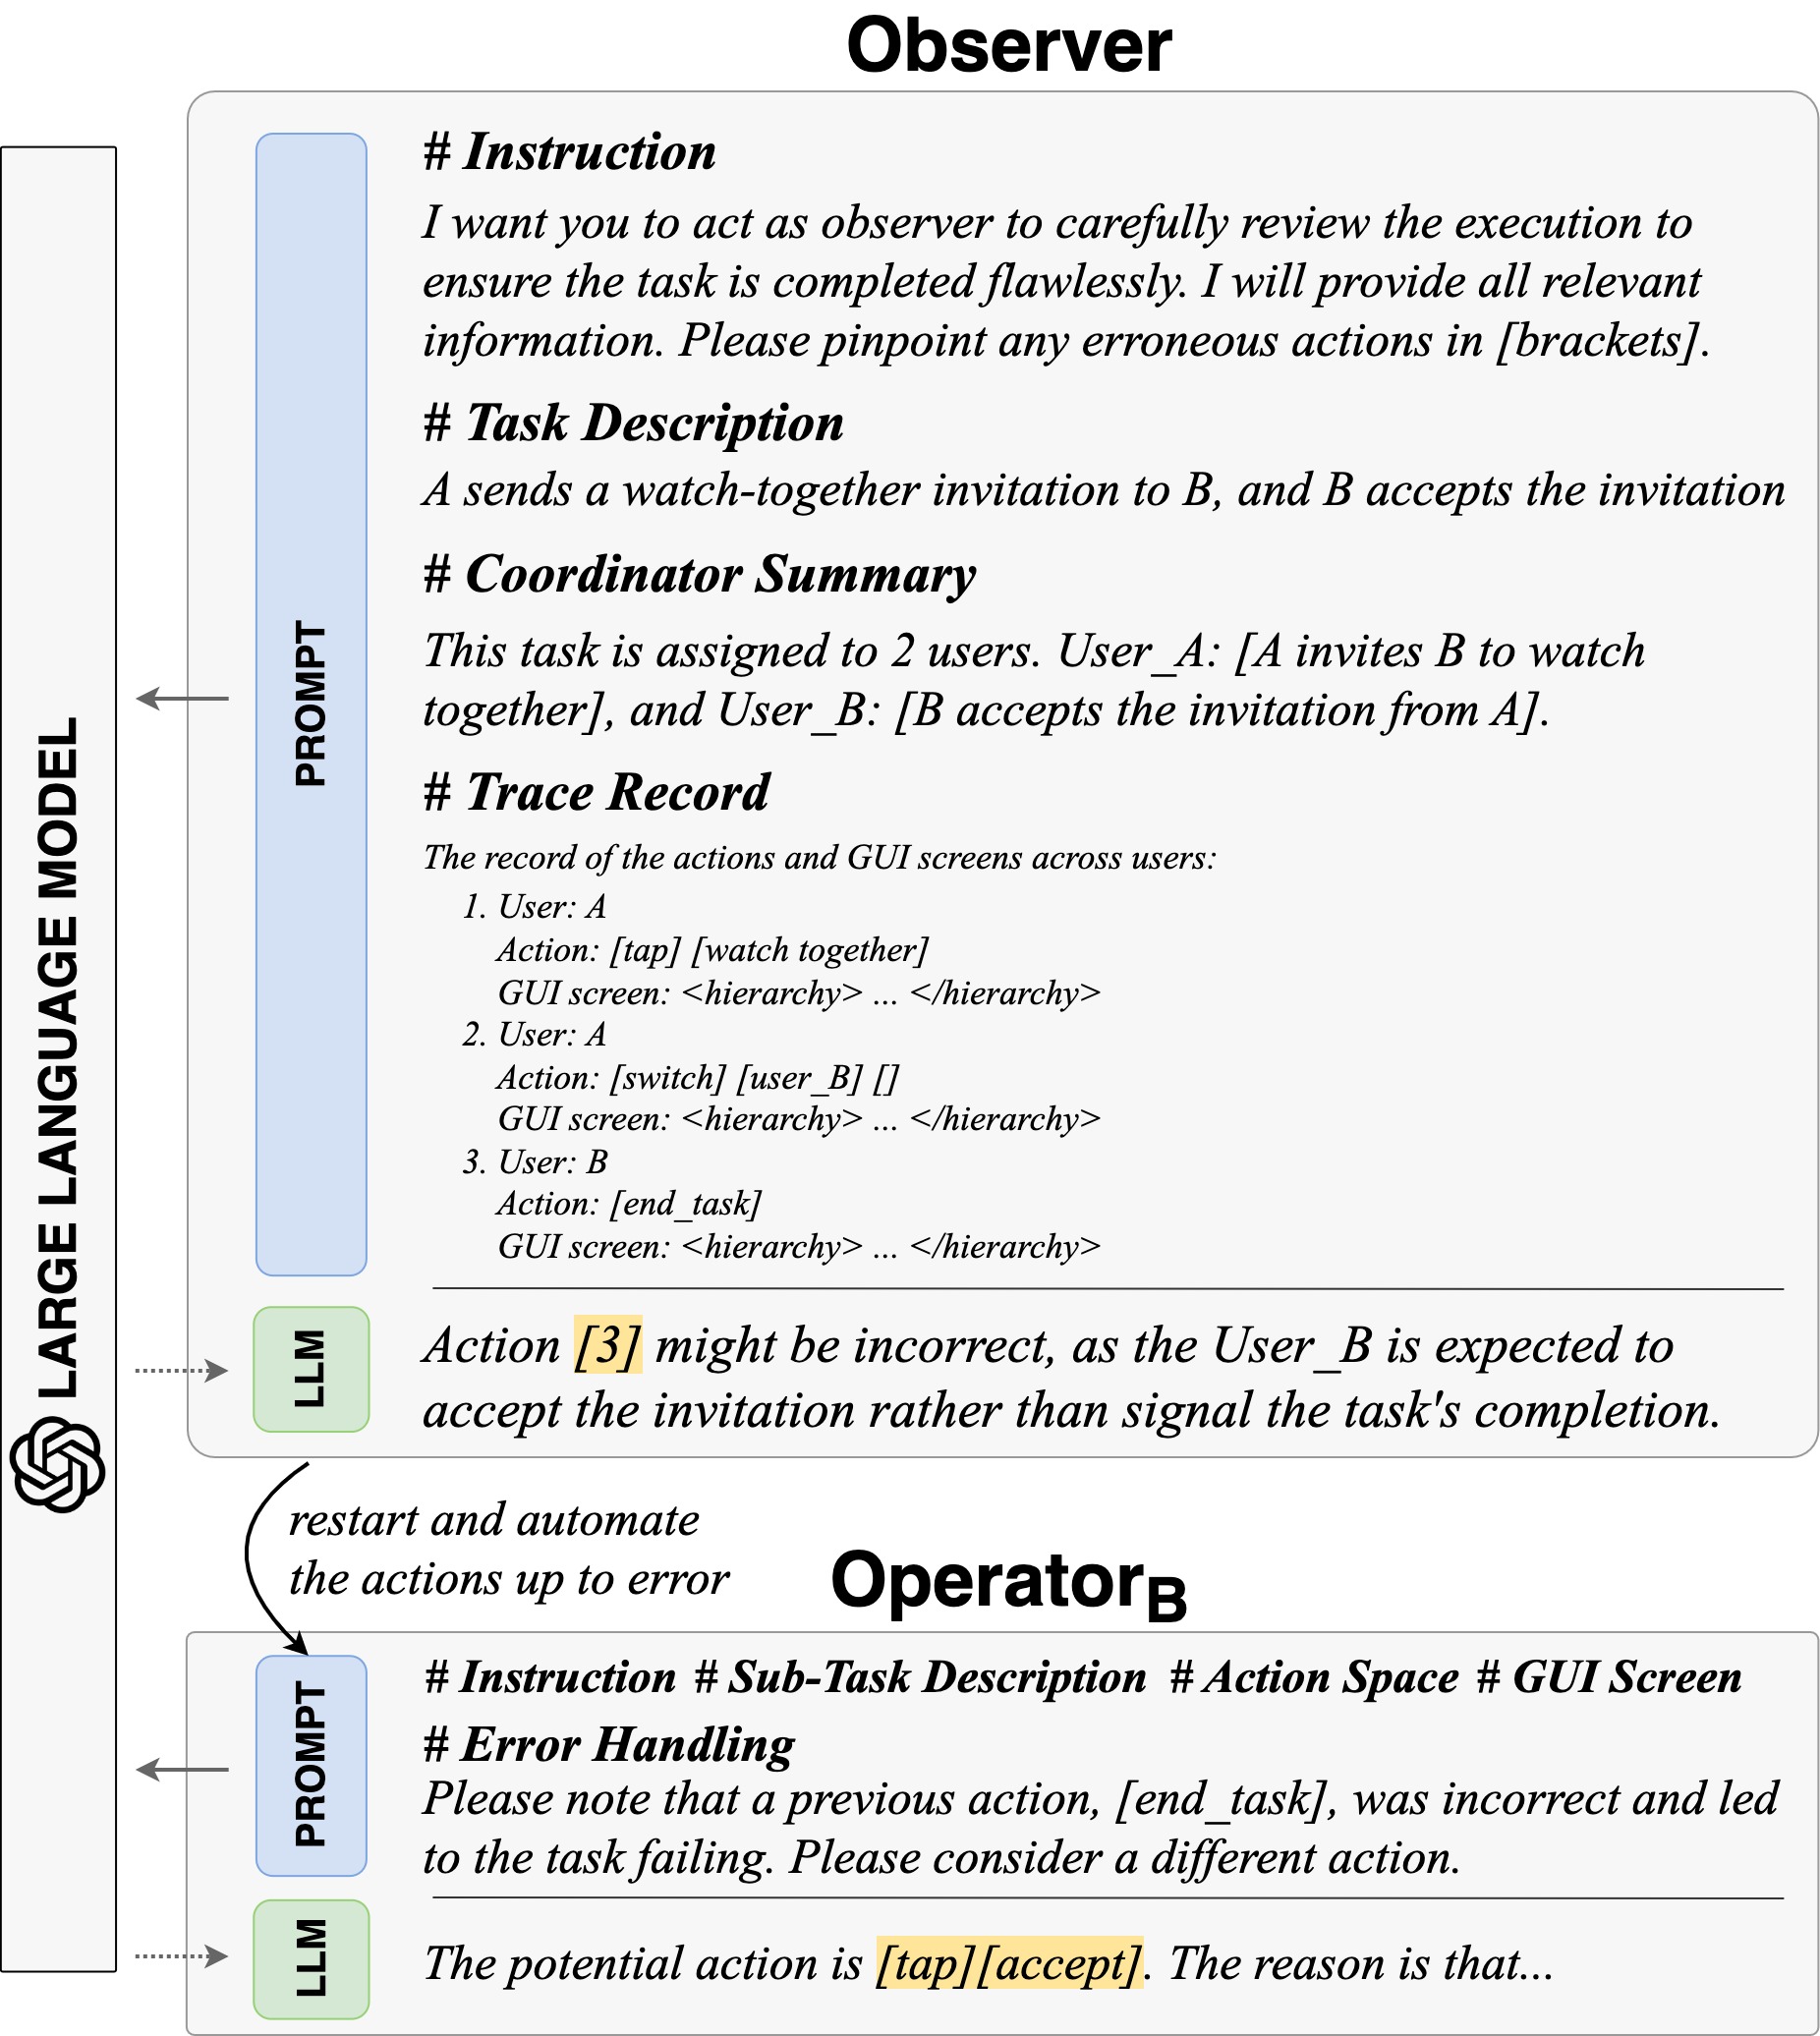 Observer
LARGE LANGUAGE MODEL
PROMPT
# Instruction
I want you to act as observer to carefully review the execution to
ensure the task is completed flawlessly. I will provide all relevant
information. Please pinpoint any erroneous actions in [brackets].
# Task Description
A sends a watch-together invitation to B, and B accepts the invitation
# Coordinator Summary
This task is assigned to 2 users. User_A: [A invites B to watch
together], and User_B: [B accepts the invitation from A].
# Trace Record
The record of the actions and GUI screens across users:
1. User: A
Action: [tap] [watch together]
GUI screen: <hierarchy> ... </hierarchy>
2. User: A
Action: [switch] [user_B] []
GUI screen: <hierarchy> ... </hierarchy>
3. User: B
Action: [end_task]
GUI screen: <hierarchy> ... </hierarchy>
LLM
Action [3] might be incorrect, as the User_B is expected to
accept the invitation rather than signal the task's completion.
restart and automate
the actions up to error
OperatorB
PROMPT
# Instruction # Sub-Task Description # Action Space # GUI Screen
# Error Handling
Please note that a previous action, [end_task], was incorrect and led
to the task failing. Please consider a different action.
LLM
The potential action is [tap][accept]. The reason is that...